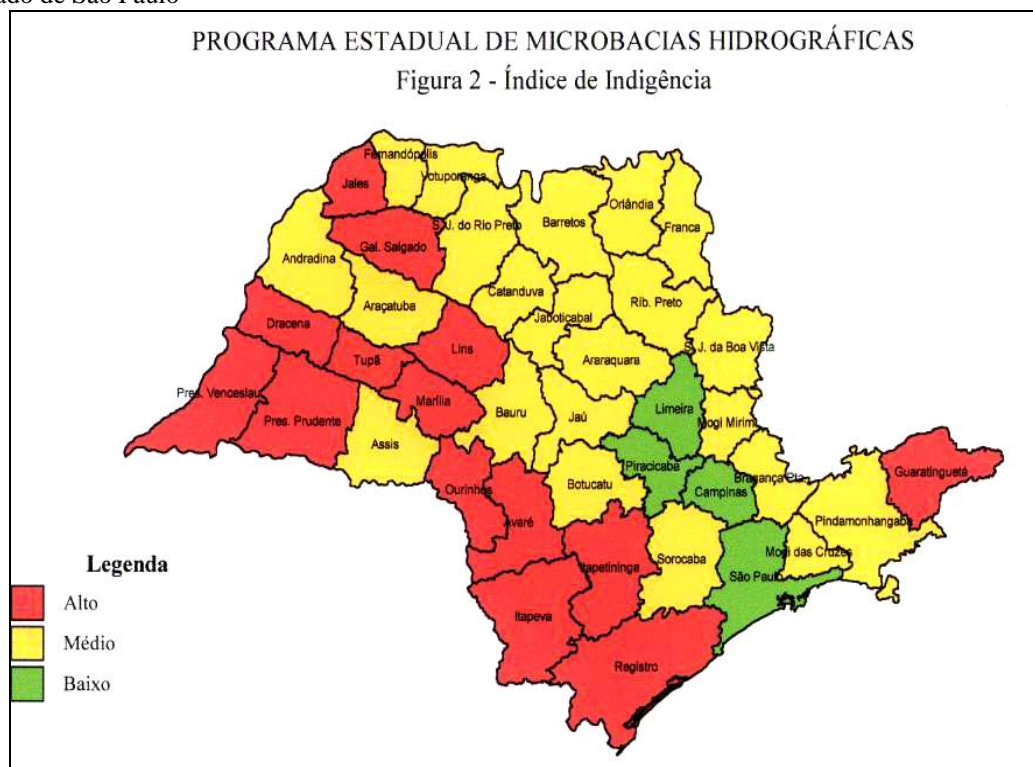 ado de São Paulo
PROGRAMA ESTADUAL DE MICROBACIAS HIDROGRÁFICAS
Figura 2 - Índice de Indigência
Fernandópolis
Votuporanga
Jales
Orlândia
S. J. do Rio Preto
Barretos
Franca
Gal. Salgado
Andradina
Catanduva
Rib. Preto
Araçatuba
Jaboticabal
Dracena
S. J. da Boa Vista
Lins
Tupã
Araraquara
Pres. Venceslau
Marília
Limeira
Bauru
Jaú
Pres. Prudente
Mogi Mirim
Assis
Piracicaba
Guaratinguetá
Bragança Pta.
Ourinhos
Botucatu
Campinas
Avaré
Pindamonhangaba
Mogi das Cruzes
Sorocaba
Itapetininga
São Paulo
Itapeva
Registro
Legenda
Alto
Médio
Baixo